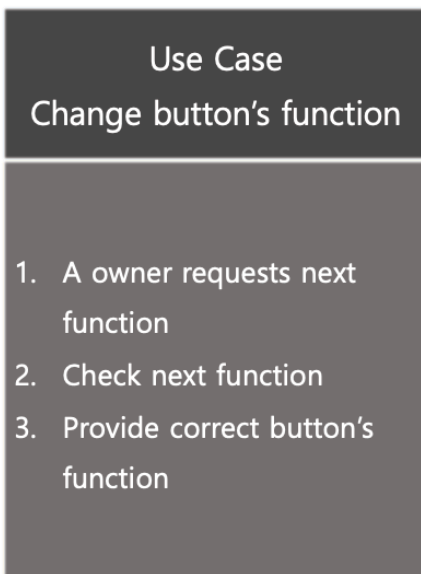 Use Case
Change button's function
1. A owner requests next
function
2. Check next function
3. Provide correct button's
function